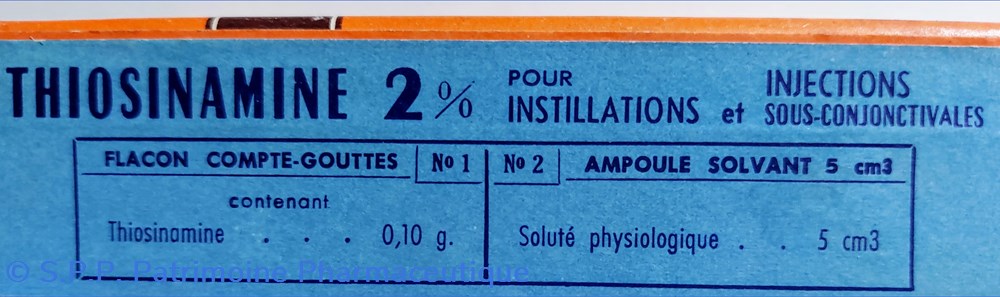 THIOSINAMINE 2 % POUR INSTILLATIONS et INJECTIONS SOUS-CONJONCTIVALES
FLACON COMPTE-GOUTTES No 1
contenant
Thiosinamine . . . 0,10 g.
No 2 AMPOULE SOLVANT 5 cm3
Soluté physiologique . . 5 cm3
© S.P.P. Patrimoine Pharmaceutique